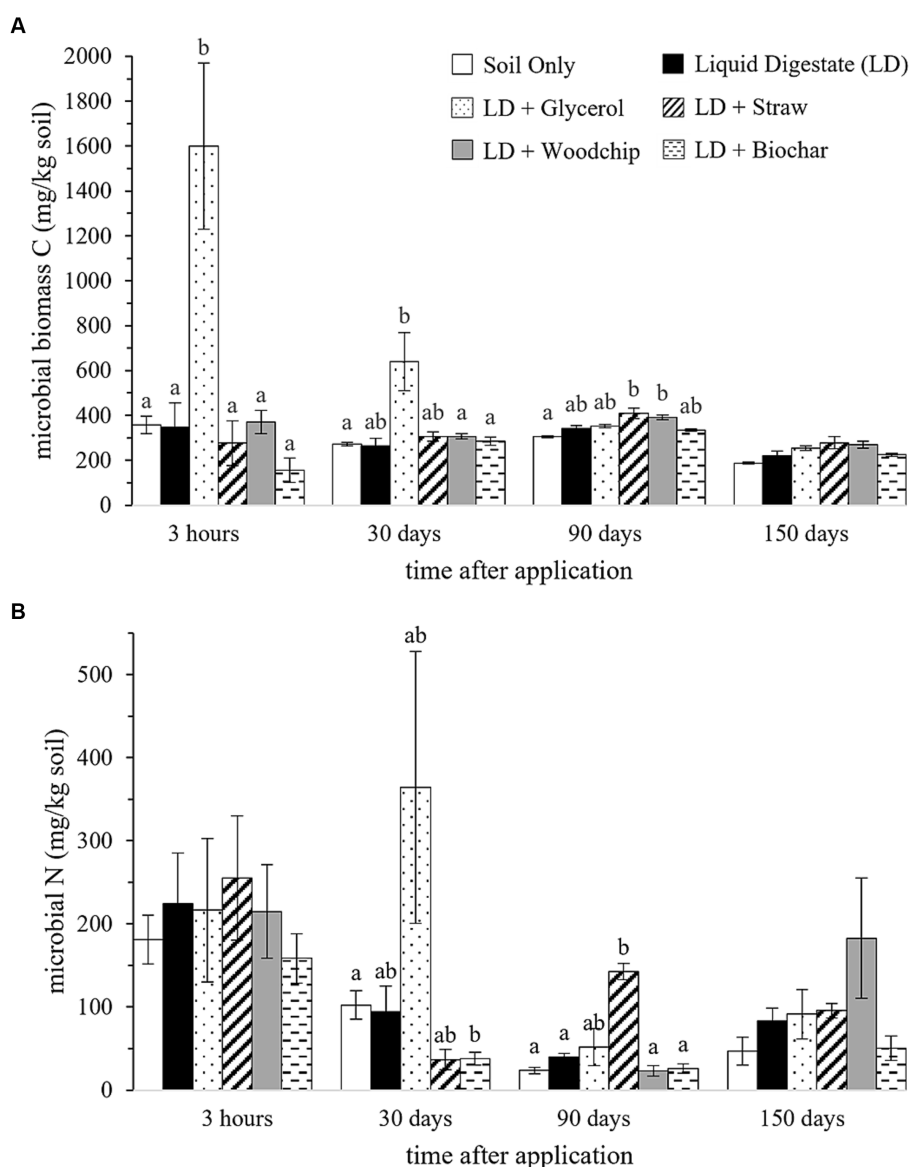 A
microbial biomass C (mg/kg soil)
2000
1800
1600
1400
1200
1000
800
600
400
200
0
Soil Only
Liquid Digestate (LD)
LD + Glycerol
LD + Straw
LD + Woodchip
LD + Biochar
a a b a a a
a ab b ab a a
a ab ab b b ab
3 hours 30 days 90 days 150 days
time after application
B
microbial N (mg/kg soil)
500
400
300
200
100
0
a ab ab ab b
a a ab b a a
3 hours 30 days 90 days 150 days
time after application